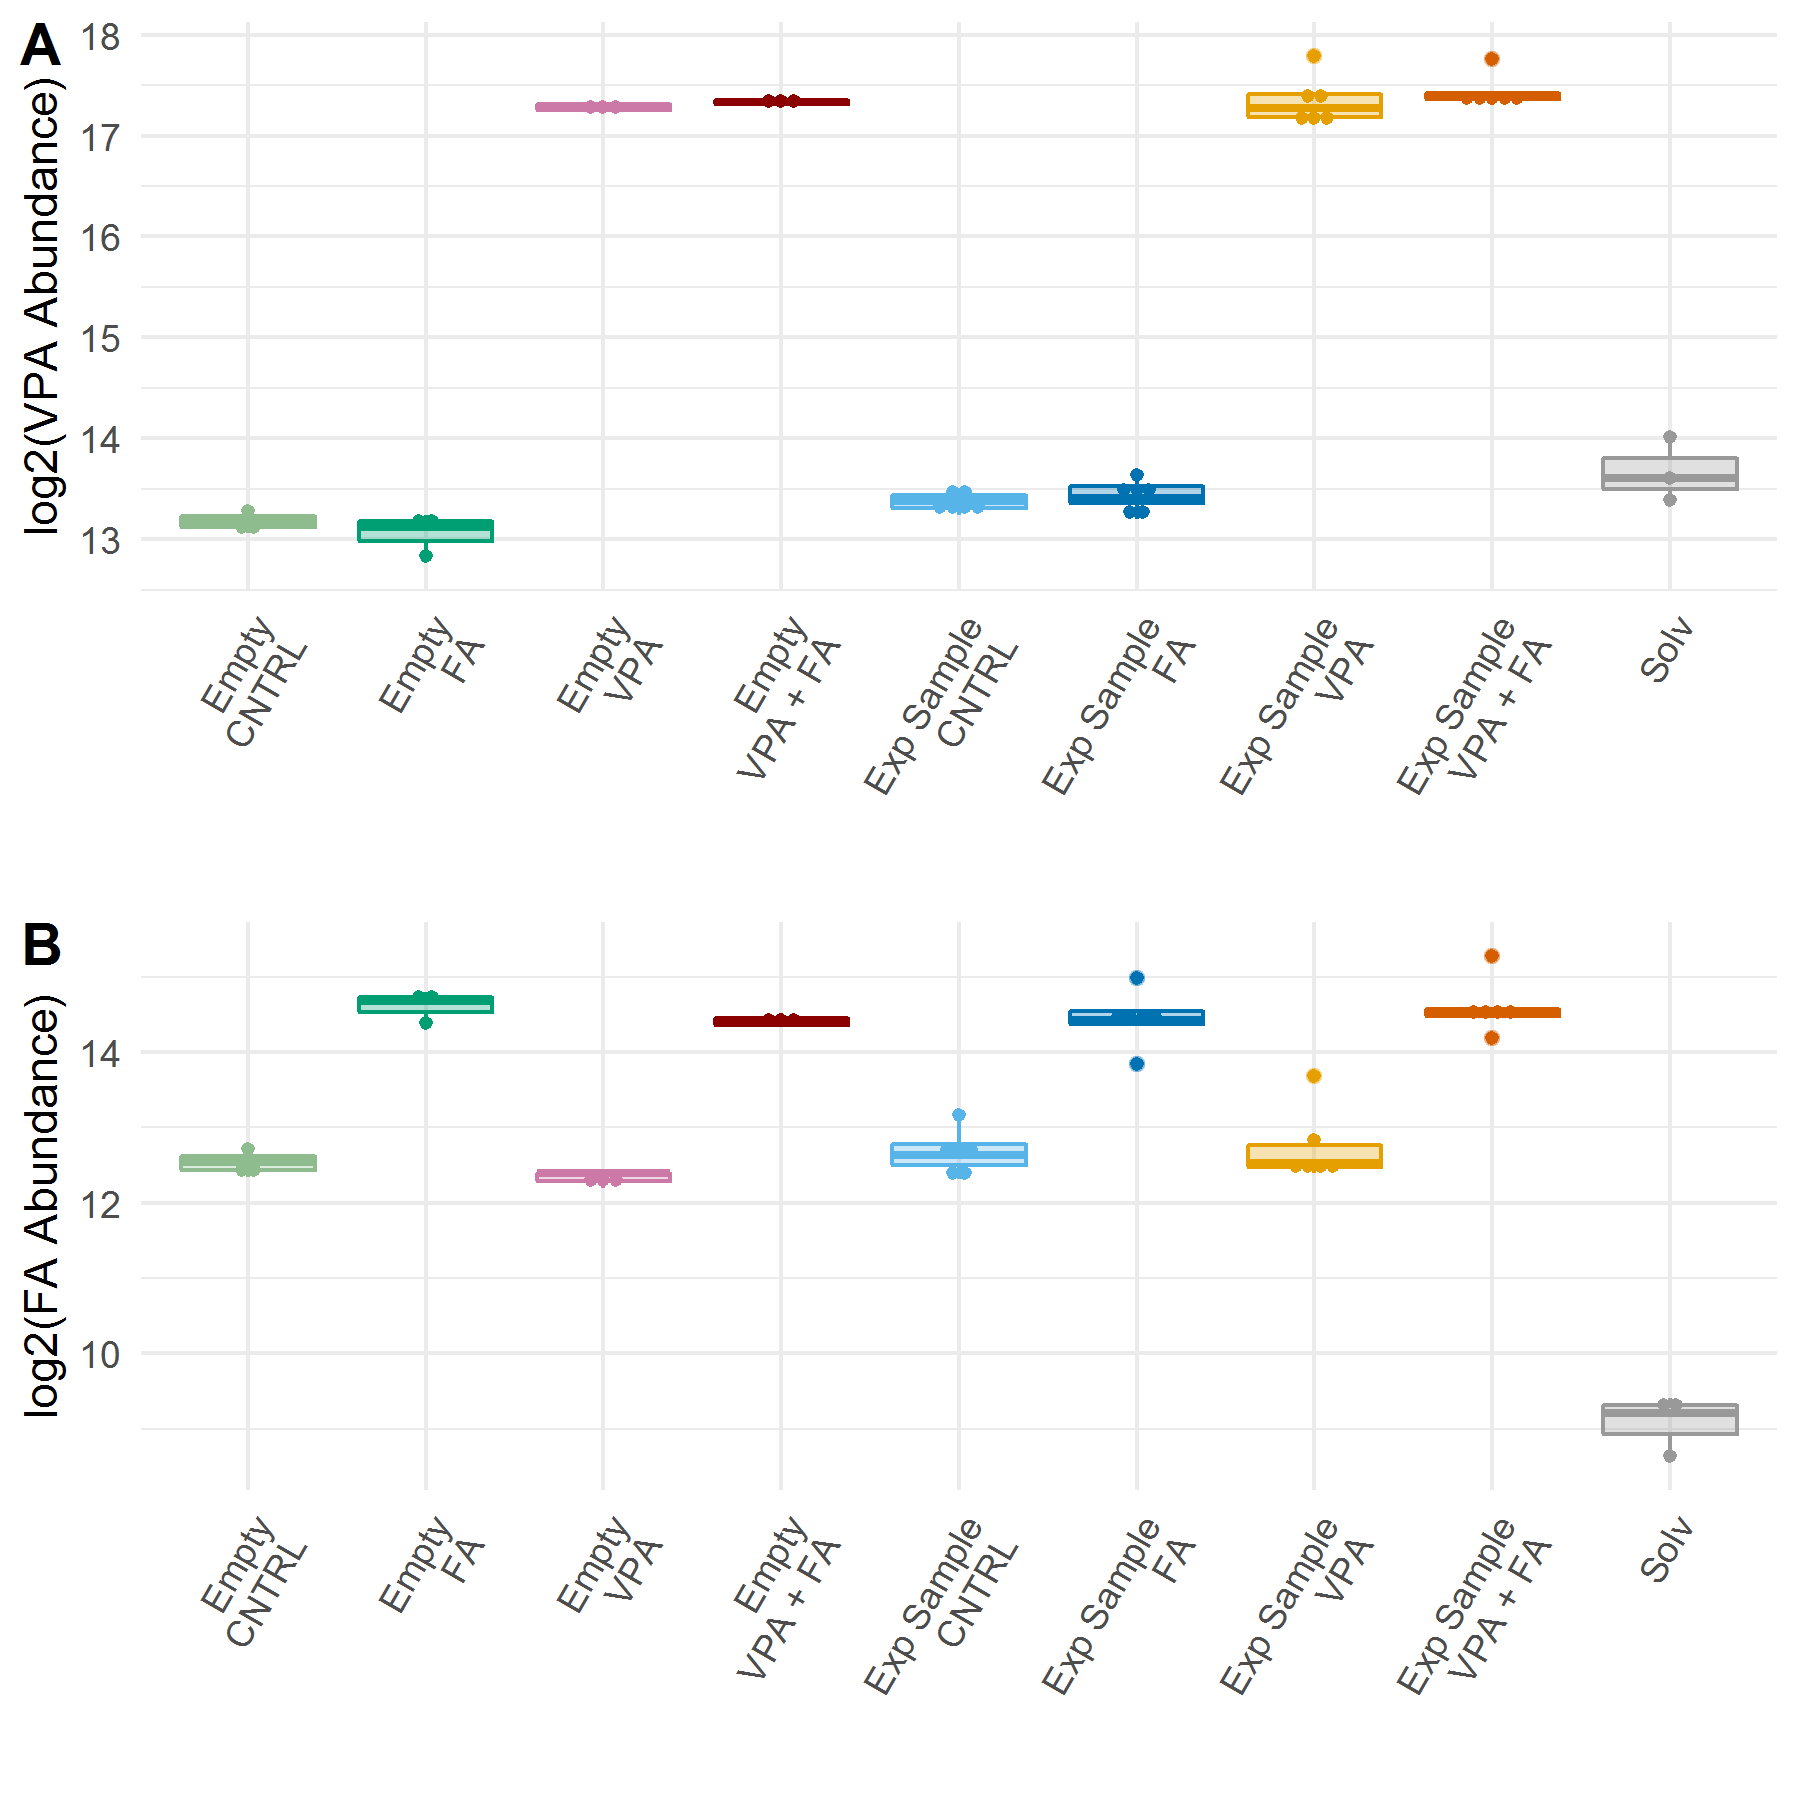 A
log2(VPA Abundance)
18
17
16
15
14
13
Empty
CNTRL
Empty
FA
Empty
VPA
Empty
VPA + FA
Exp Sample
CNTRL
Exp Sample
FA
Exp Sample
VPA
Exp Sample
VPA + FA
Solv
B
log2(FA Abundance)
14
12
10
Empty
CNTRL
Empty
FA
Empty
VPA
Empty
VPA + FA
Exp Sample
CNTRL
Exp Sample
FA
Exp Sample
VPA
Exp Sample
VPA + FA
Solv